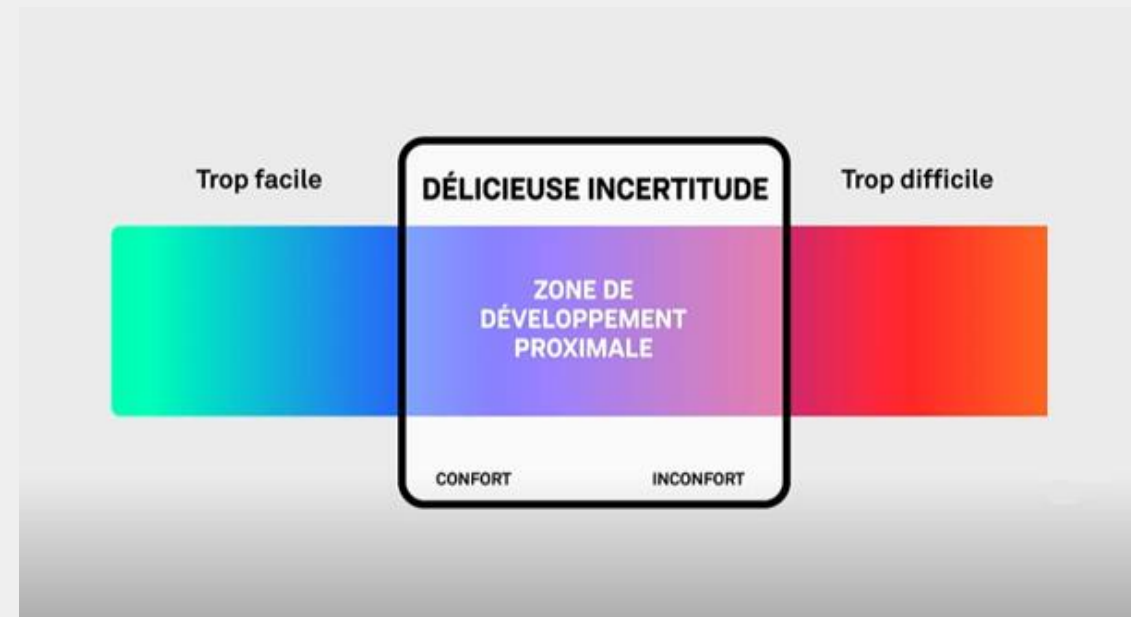 Trop facile
DÉLICIEUSE INCERTITUDE
Trop difficile
ZONE DE
DÉVELOPPEMENT
PROXIMALE
CONFORT
INCONFORT